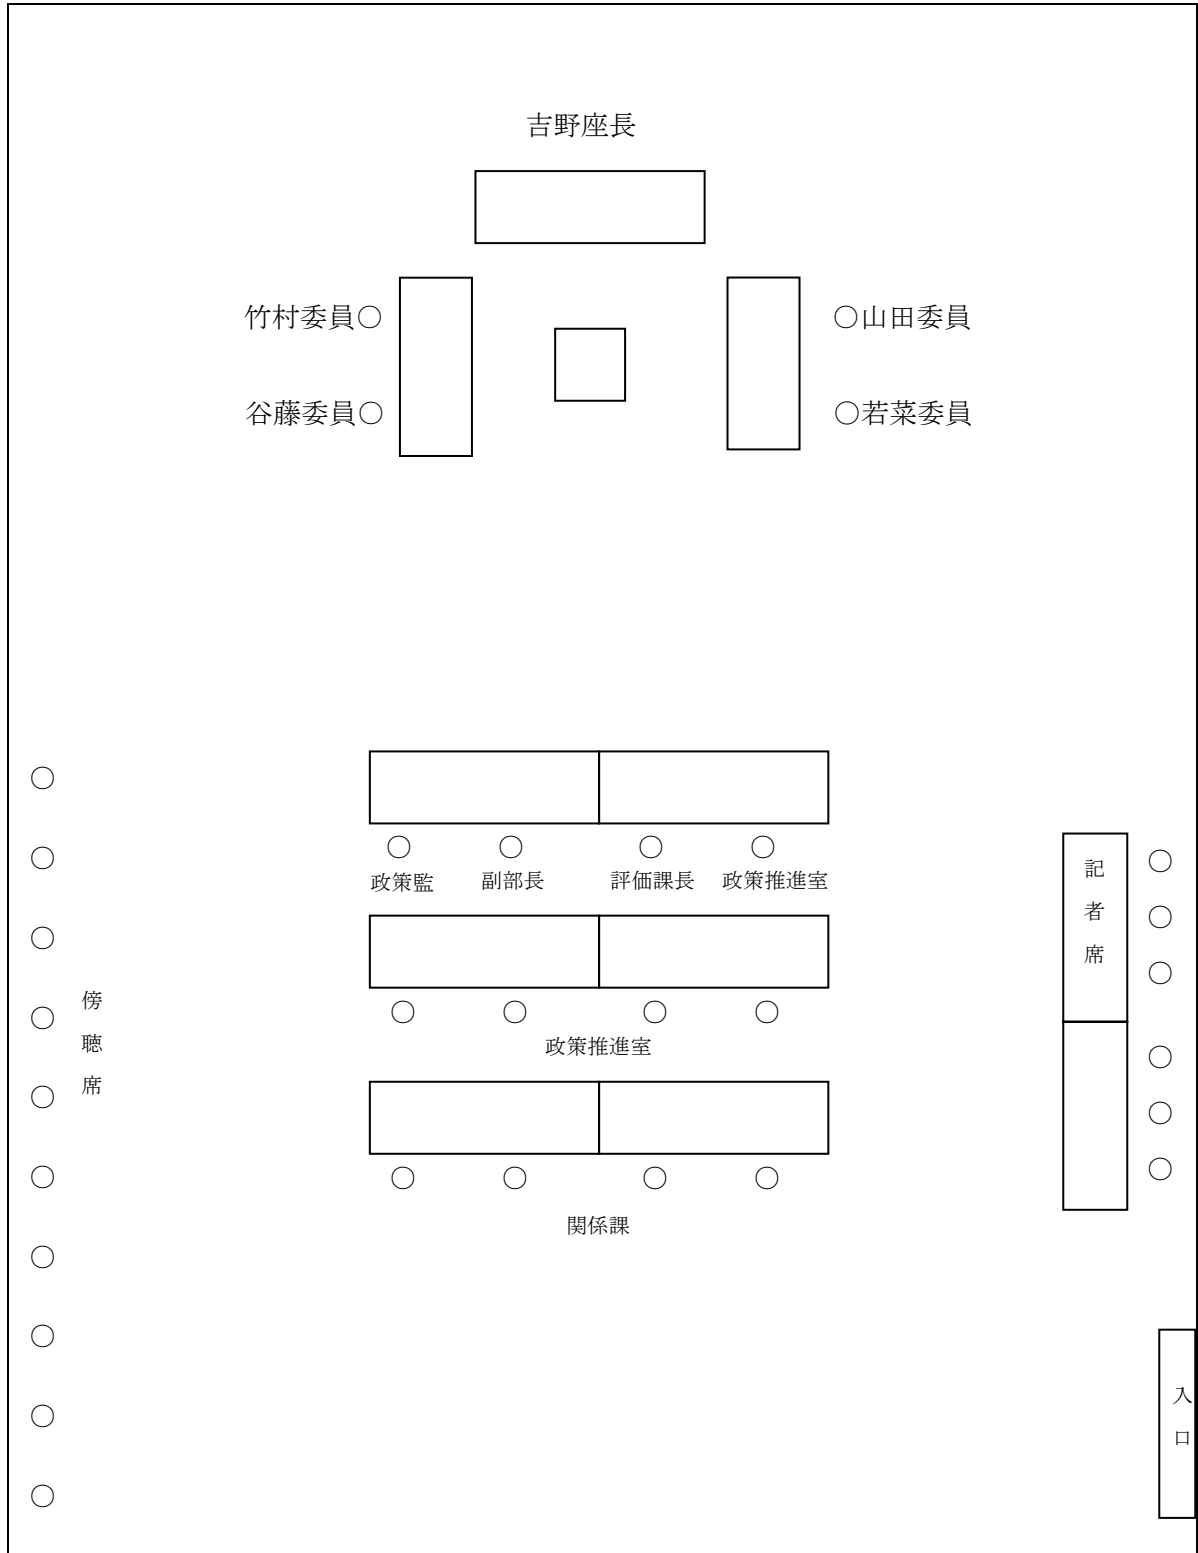 吉野座長
竹村委員○
○山田委員
谷藤委員○
○若菜委員
政策監
副部長
評価課長
政策推進室
記者席
政策推進室
傍聴席
関係課
入口